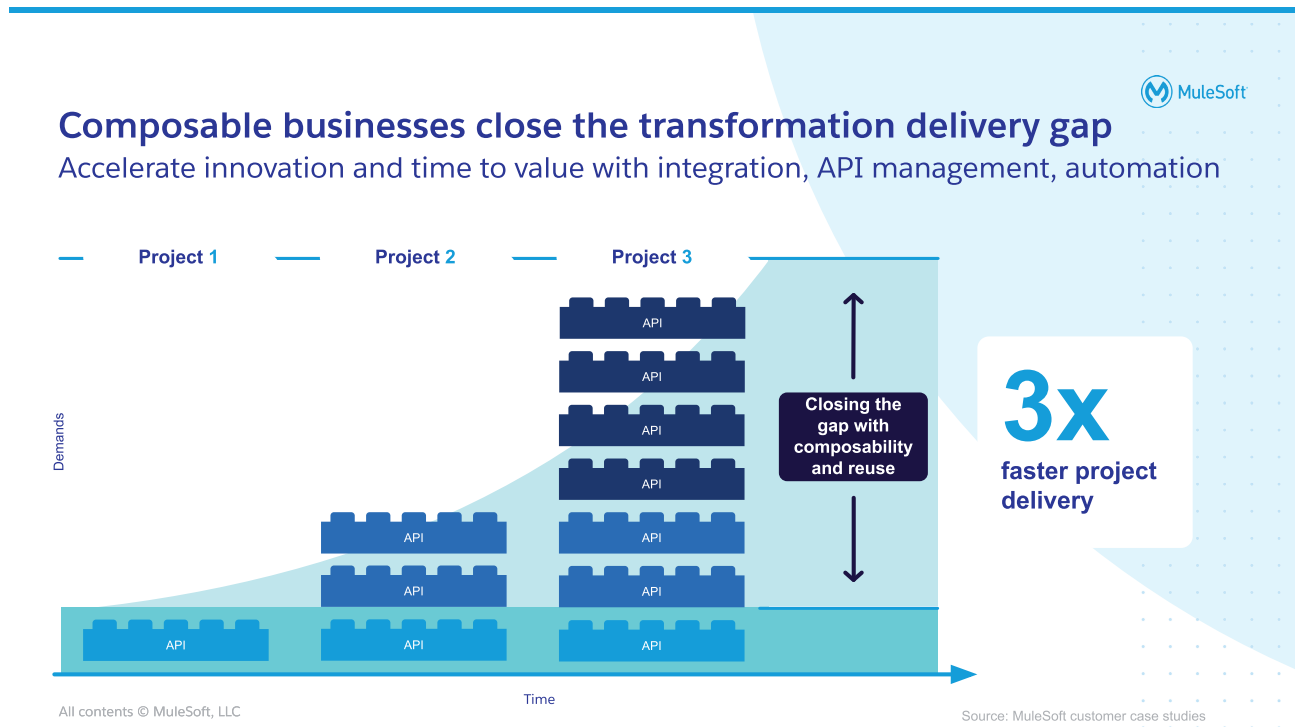 MuleSoft
Composable businesses close the transformation delivery gap
Accelerate innovation and time to value with integration, API management, automation
Project 1
Project 2
Project 3
API
API
API
API
API
API
API
API
API
API
API
Closing the
gap with
composability
and reuse
3x
faster project
delivery
Demands
Time
All contents © MuleSoft, LLC
Source: MuleSoft customer case studies